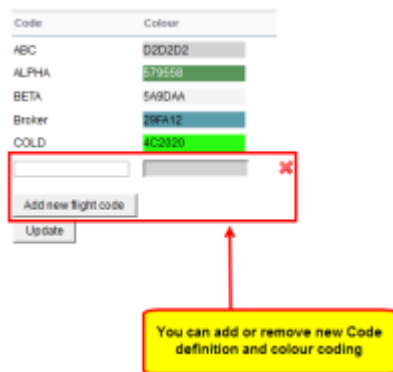 Code Colour
ABC D2D2D2
ALPHA 579558
BETA 5A9DAA
Broker 29FA12
COLD 4C2020
Add new flight code
Update
You can add or remove new Code
definition and colour coding